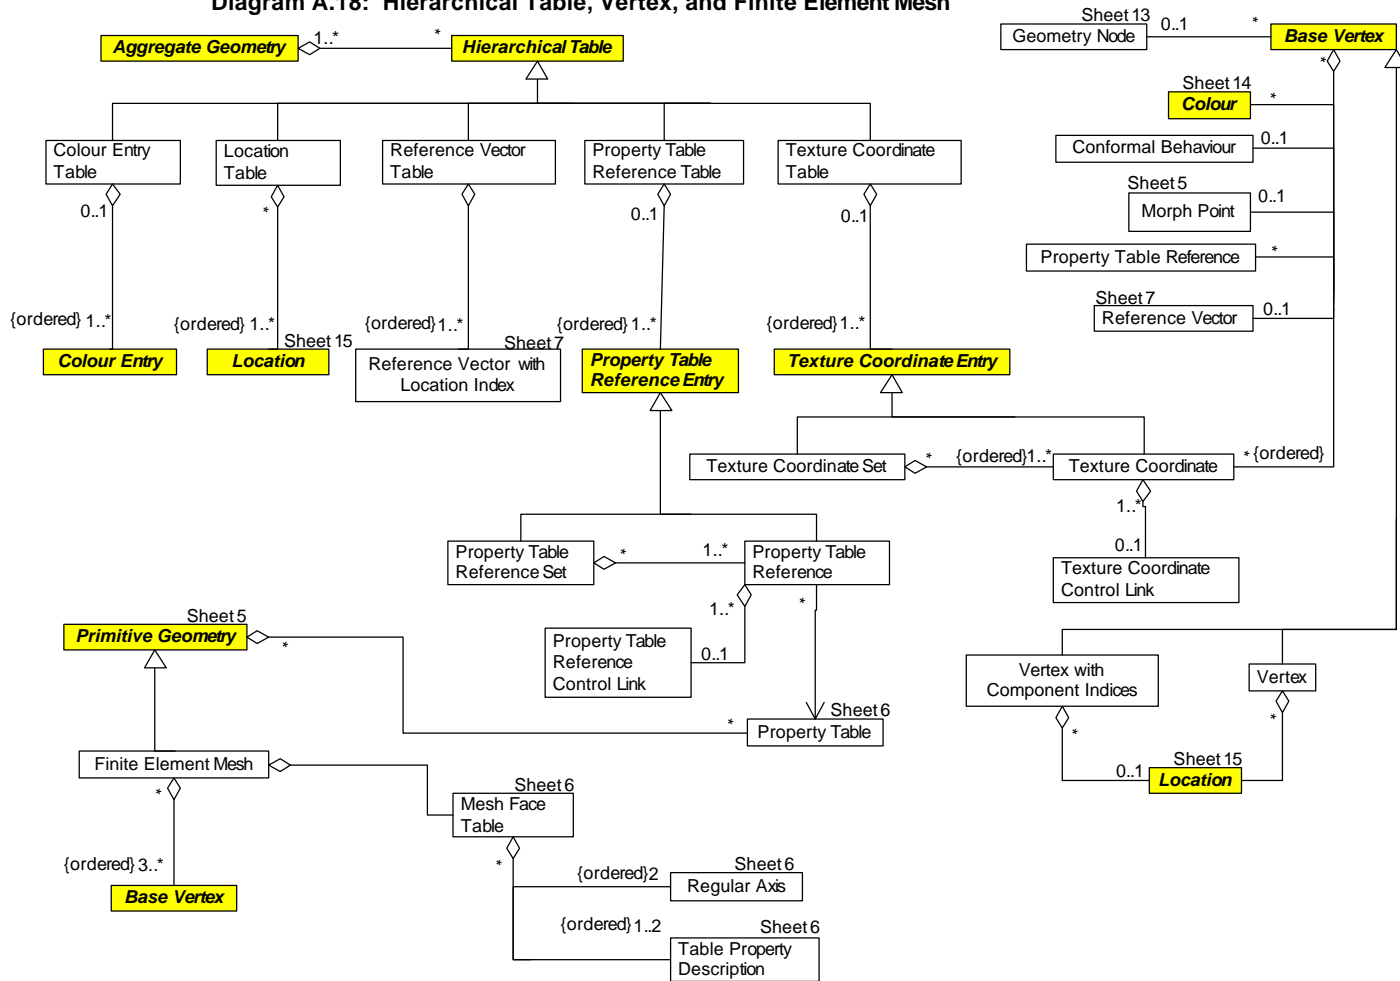 Diagram A.18: Hierarchical Table, Vertex, and Finite Element Mesh
Aggregate Geometry
1..*
*
Hierarchical Table
Sheet 13
Geometry Node
0..1
*
Base Vertex
*
Sheet 14
Colour
*
Conformal Behaviour
0..1
Sheet 5
Morph Point
0..1
Property Table Reference
*
Sheet 7
Reference Vector
0..1
Colour Entry
Table
Location
Table
Reference Vector
Table
Property Table
Reference Table
Texture Coordinate
Table
0..1
*
0..1
0..1
{ordered} 1..*
{ordered} 1..*
{ordered} 1..*
{ordered} 1..*
{ordered} 1..*
Sheet 15
Sheet 7
Colour Entry
Location
Reference Vector with
Location Index
Property Table
Reference Entry
Texture Coordinate Entry
Texture Coordinate Set
*
{ordered} 1..*
Texture Coordinate
* {ordered}
1..*
0..1
Texture Coordinate
Control Link
Property Table
Reference Set
*
1..*
Property Table
Reference
1..*
*
Property Table
Reference
Control Link
0..1
Sheet 5
Primitive Geometry
*
Sheet 6
*
Property Table
Vertex with
Component Indices
Vertex
*
*
Sheet 15
0..1
Location
Finite Element Mesh
*
{ordered} 3..*
Base Vertex
Sheet 6
Mesh Face
Table
*
Sheet 6
{ordered} 2
Regular Axis
{ordered} 1..2
Sheet 6
Table Property
Description